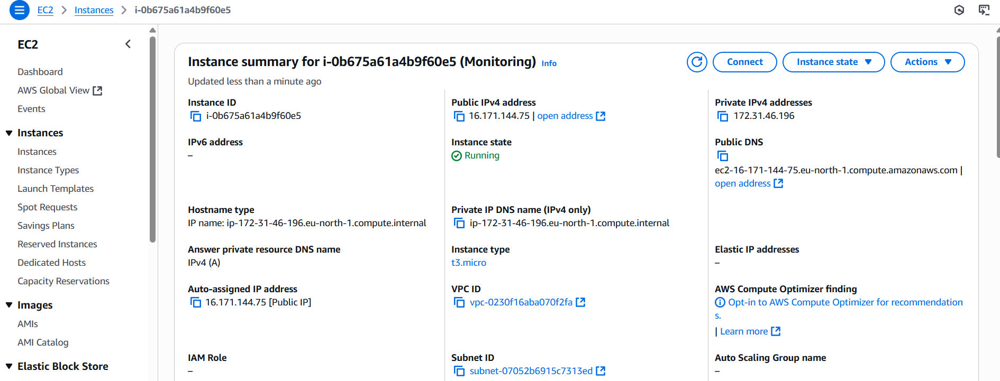 EC2 > Instances > i-0b675a61a4b9f60e5
EC2
Dashboard
AWS Global View
Events
Instances
Instances
Instance Types
Launch Templates
Spot Requests
Savings Plans
Reserved Instances
Dedicated Hosts
Capacity Reservations
Images
AMIs
AMI Catalog
Elastic Block Store
Instance summary for i-0b675a61a4b9f60e5 (Monitoring) Info
Connect
Instance state
Actions
Updated less than a minute ago
Instance ID
i-0b675a61a4b9f60e5
Public IPv4 address
16.171.144.75 | open address
Private IPv4 addresses
172.31.46.196
IPv6 address
–
Instance state
Running
Public DNS
ec2-16-171-144-75.eu-north-1.compute.amazonaws.com |
open address
Hostname type
IP name: ip-172-31-46-196.eu-north-1.compute.internal
Private IP DNS name (IPv4 only)
ip-172-31-46-196.eu-north-1.compute.internal
Answer private resource DNS name
IPv4 (A)
Instance type
t3.micro
Elastic IP addresses
–
Auto-assigned IP address
16.171.144.75 [Public IP]
VPC ID
vpc-0230f16aba070f2fa
AWS Compute Optimizer finding
Opt-in to AWS Compute Optimizer for recommendation
s.
| Learn more
IAM Role
–
Subnet ID
subnet-07052b6915c7313ed
Auto Scaling Group name
–